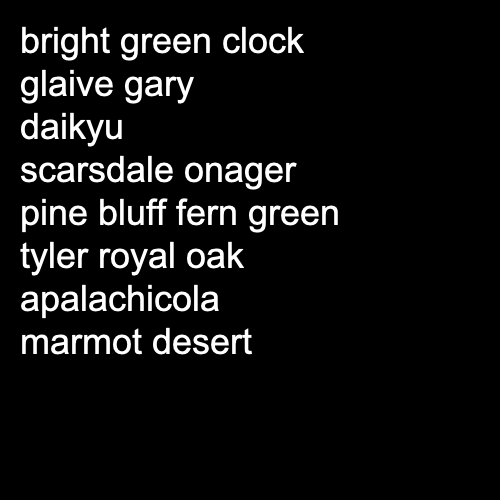 bright green clock
glaive gary
daikyu
scarsdale onager
pine bluff fern green
tyler royal oak
apalachicola
marmot desert